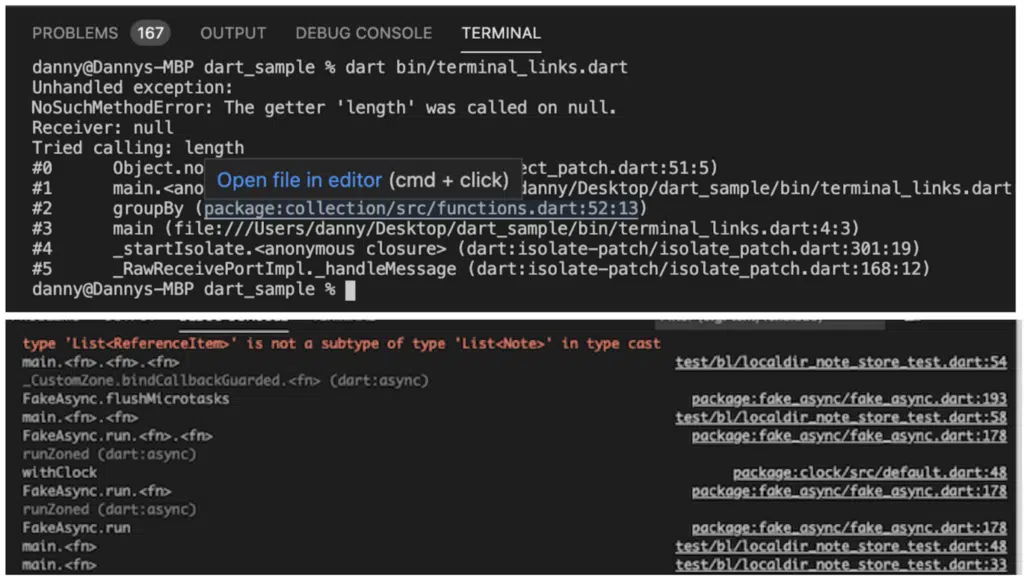 PROBLEMS 167 OUTPUT DEBUG CONSOLE TERMINAL
danny@Dannys-MBP dart_sample % dart bin/terminal_links.dart
Unhandled exception:
NoSuchMethodError: The getter 'length' was called on null.
Receiver: null
Tried calling: length
#0 Object.no ect_patch.dart:51:5)
Open file in editor (cmd + click)
#1 main.<ano danny/Desktop/dart_sample/bin/terminal_links.dart
#2 groupBy (package:collection/src/functions.dart:52:13)
#3 main (file:///Users/danny/Desktop/dart_sample/bin/terminal_links.dart:4:3)
#4 _startIsolate.<anonymous closure> (dart:isolate-patch/isolate_patch.dart:301:19)
#5 _RawReceivePortImpl._handleMessage (dart:isolate-patch/isolate_patch.dart:168:12)
danny@Dannys-MBP dart_sample %
type 'List<ReferenceItem>' is not a subtype of type 'List<Note>' in type cast
main.<fn>.<fn>.<fn> test/bl/localdir_note_store_test.dart:54
_CustomZone.bindCallbackGuarded.<fn> (dart:async)
FakeAsync.flushMicrotasks package:fake_async/fake_async.dart:193
main.<fn>.<fn> test/bl/localdir_note_store_test.dart:58
FakeAsync.run.<fn>.<fn> package:fake_async/fake_async.dart:178
runZoned (dart:async)
withClock package:clock/src/default.dart:48
FakeAsync.run.<fn> package:fake_async/fake_async.dart:178
runZoned (dart:async)
FakeAsync.run package:fake_async/fake_async.dart:178
main.<fn> test/bl/localdir_note_store_test.dart:48
main.<fn> test/bl/localdir_note_store_test.dart:33